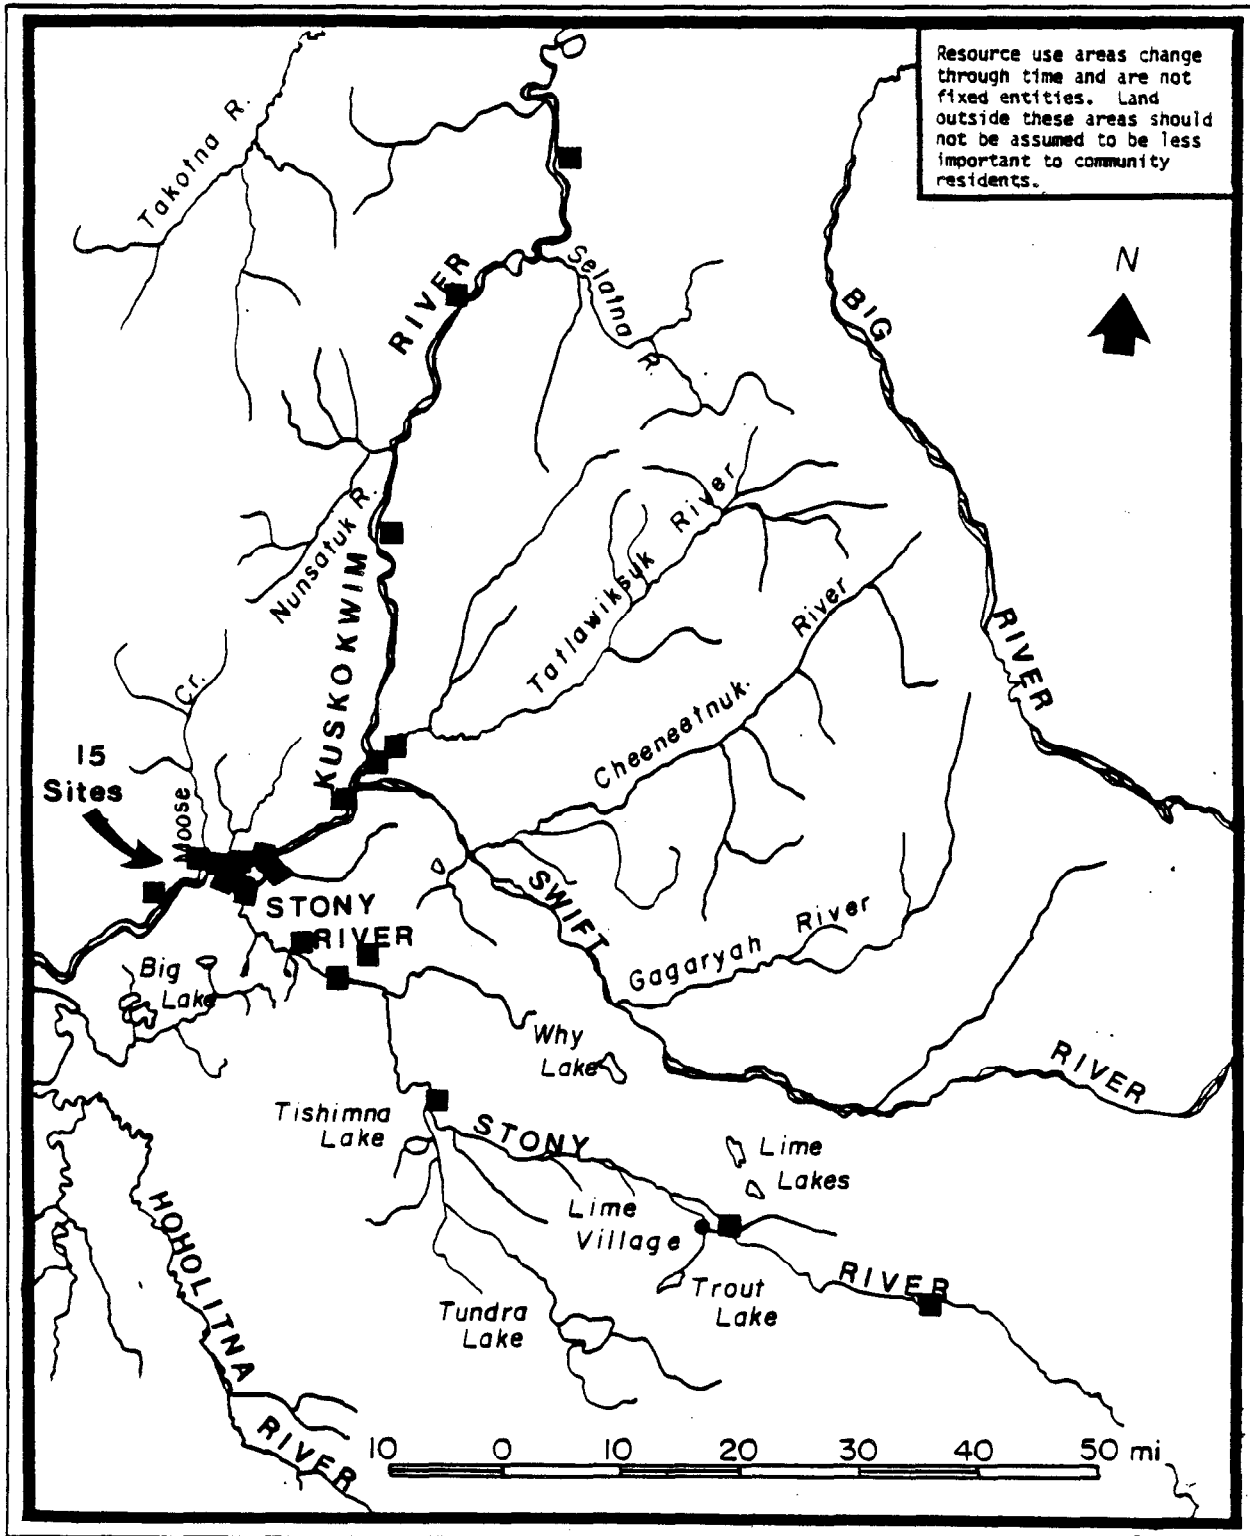 Resource use areas change
through time and are not
fixed entities. Land
outside these areas should
not be assumed to be less
important to community
residents.
N
Takotna R.
RIVER
Selatna R.
BIG
RIVER
Nunsatuk R.
KUSKOKWIM
Tatlawiksuk River
Cheeneetnuk River
Moose Cr.
15
Sites
STONY
RIVER
SWIFT
Gagaryah River
Big
Lake
Why
Lake
RIVER
Tishimna
Lake
STONY
Lime
Lakes
Lime
Village
RIVER
Trout
Lake
Tundra
Lake
HOHOLITNA
RIVER
10 0 10 20 30 40 50 mi